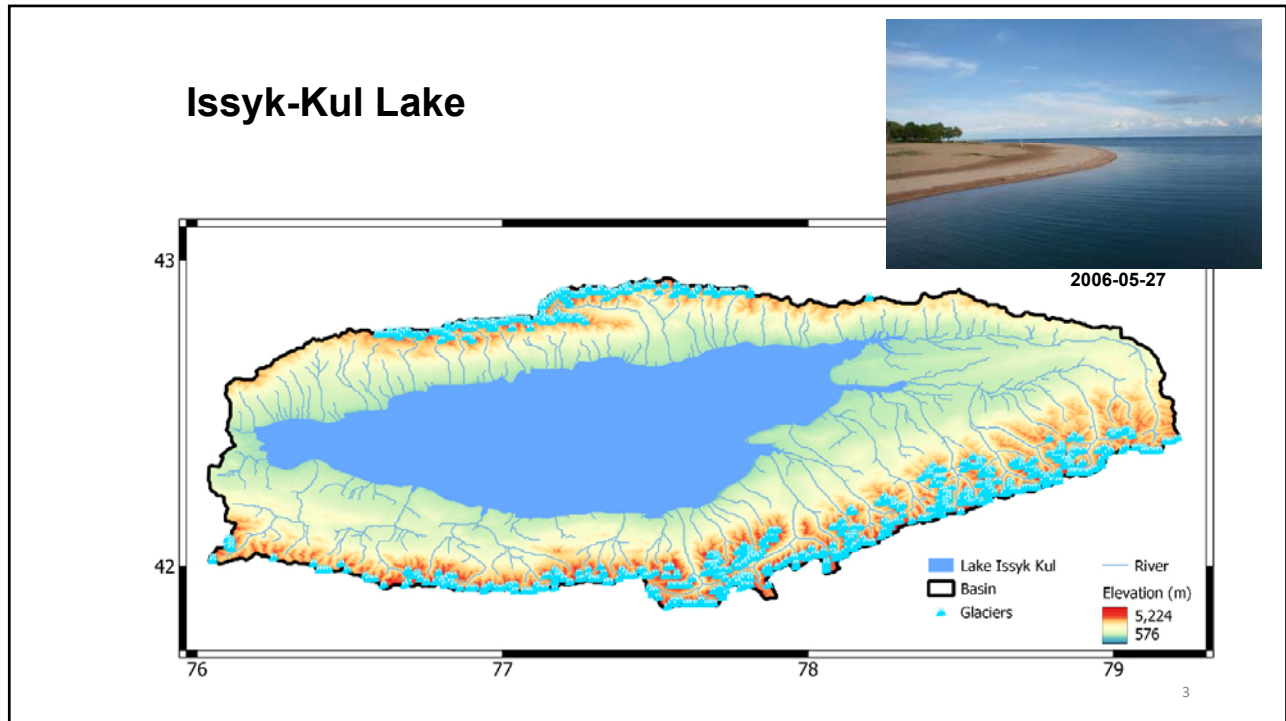 Issyk-Kul Lake
2006-05-27
43
42
76
77
78
79
Lake Issyk Kul
Basin
Glaciers
River
Elevation (m)
5,224
576
3